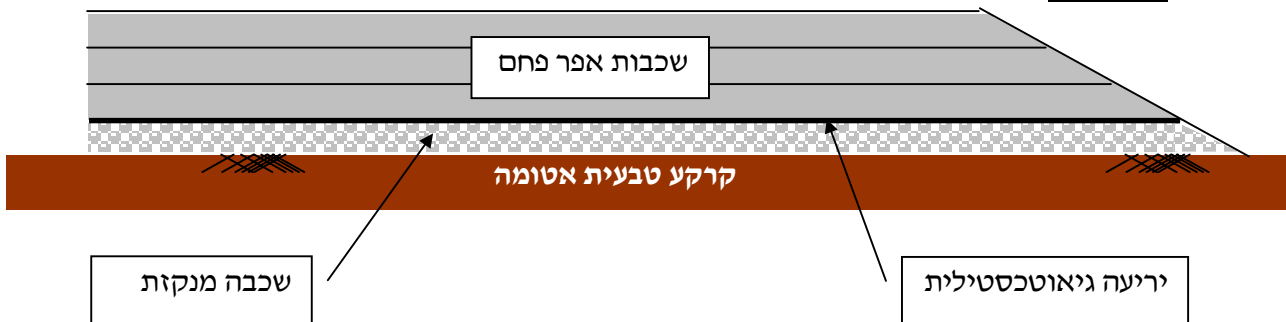 שכבות אפר פחם
קרקע טבעית אטומה
שכבה מנקזת
יריעה גיאוטכסטילית